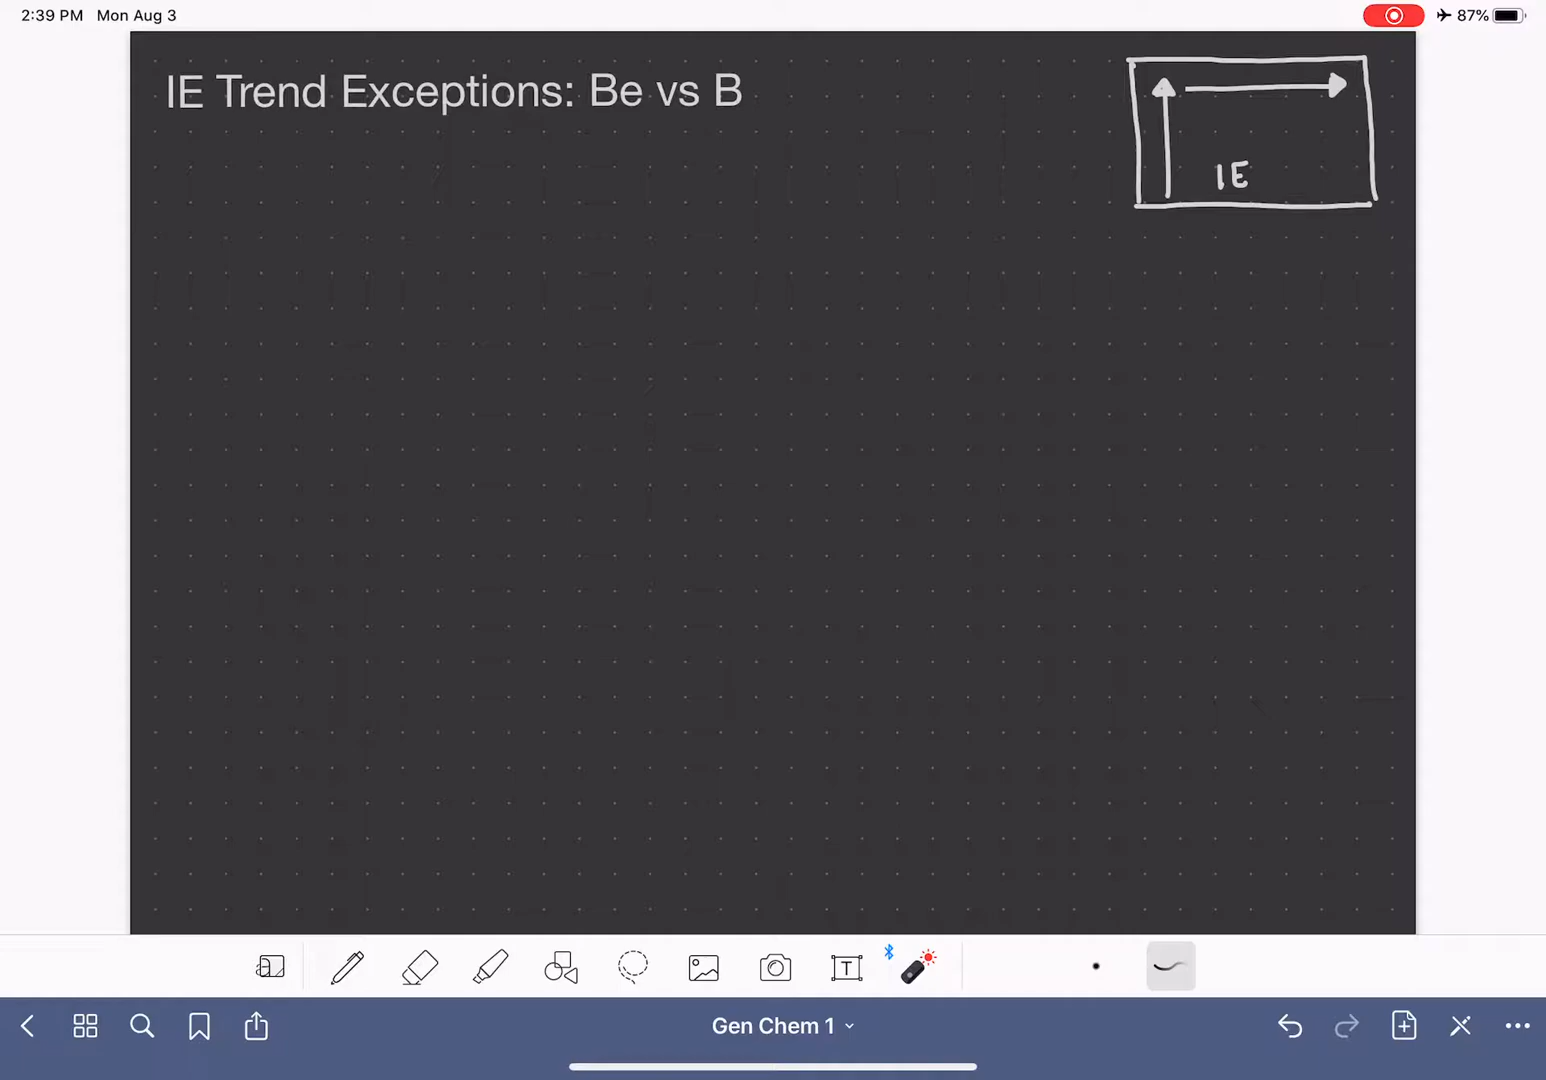 2:39 PM Mon Aug 3
87%
IE Trend Exceptions: Be vs B
IE
T
Gen Chem 1